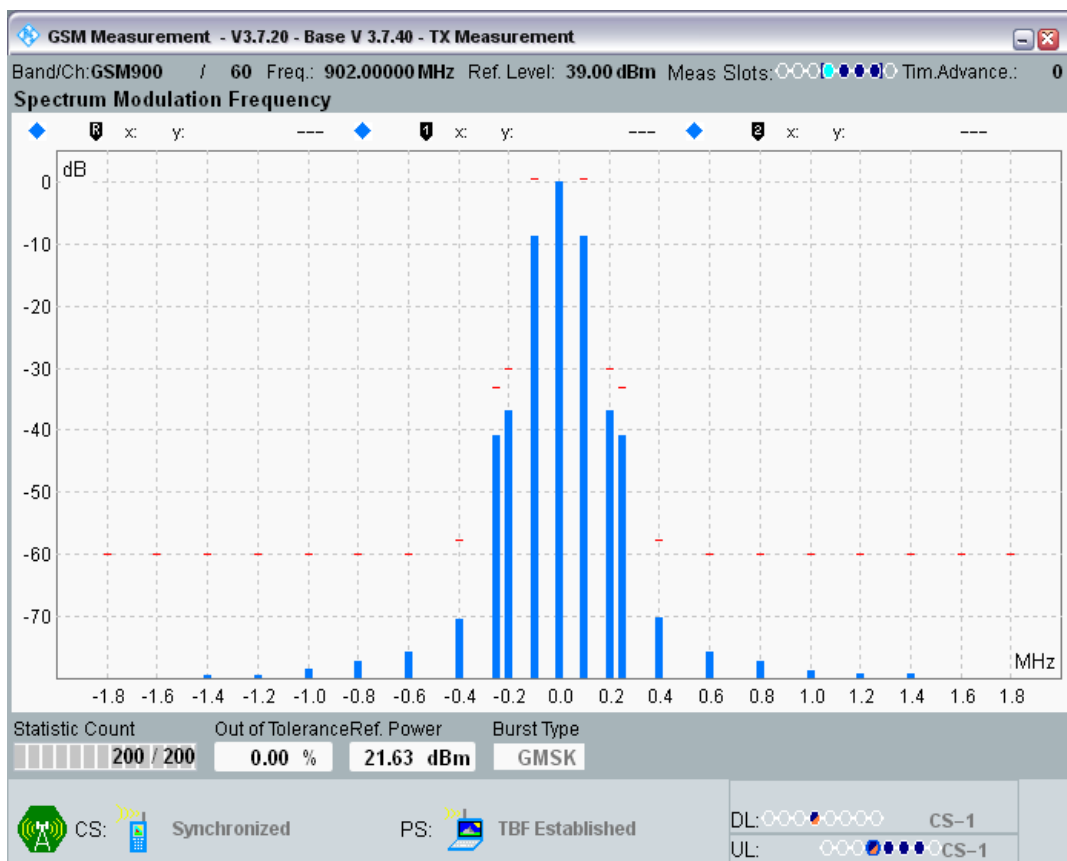 GSM Measurement - V3.7.20 - Base V 3.7.40 - TX Measurement
Band/Ch:GSM900 / 60 Freq.: 902.00000 MHz Ref. Level: 39.00 dBm Meas Slots: Tim.Advance.: 0
Spectrum Modulation Frequency
R x: y: --- 1 x: y: --- 2 x: y: ---
dB
0
-10
-20
-30
-40
-50
-60
-70
MHz
-1.8 -1.6 -1.4 -1.2 -1.0 -0.8 -0.6 -0.4 -0.2 0.0 0.2 0.4 0.6 0.8 1.0 1.2 1.4 1.6 1.8
Statistic Count Out of Tolerance Ref. Power Burst Type
200 / 200 0.00 % 21.63 dBm GMSK
CS: Synchronized PS: TBF Established
DL: CS-1
UL: CS-1